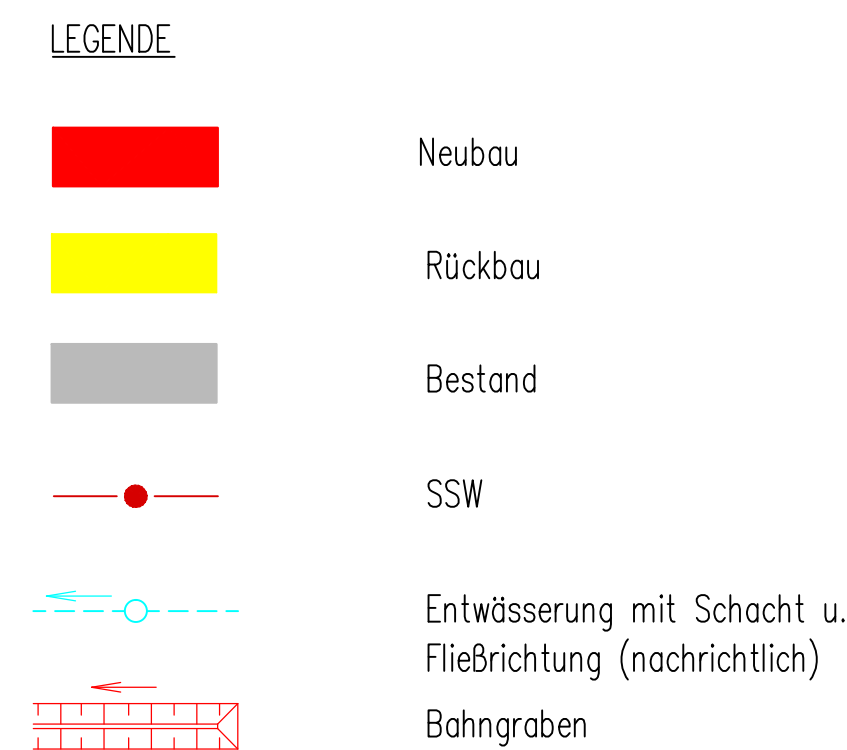 LEGENDE
Neubau
Rückbau
Bestand
SSW
Entwässerung mit Schacht u.
Fließrichtung (nachrichtlich)
Bahngraben